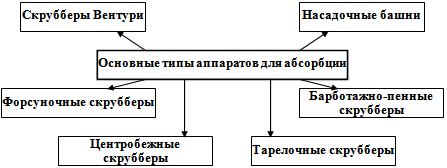 Скрубберы Вентури
Насадочные башни
Основные типы аппаратов для абсорбции
Форсуночные скрубберы
Барботажно-пенные
скрубберы
Центробежные
скрубберы
Тарелочные скрубберы